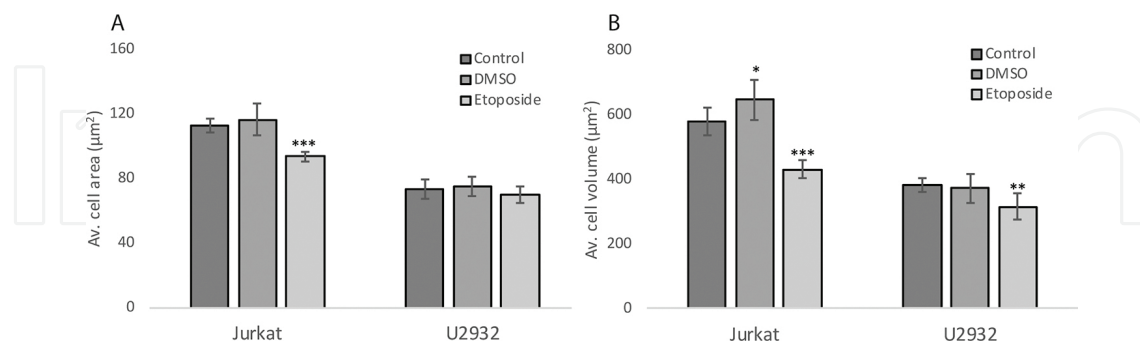 A
160
120
80
40
0
Av. cell area (µm²)
Control
DMSO
Etoposide
***
Jurkat
U2932
B
800
600
400
200
0
Av. cell volume (µm²)
Control
DMSO
Etoposide
*
***
**
Jurkat
U2932